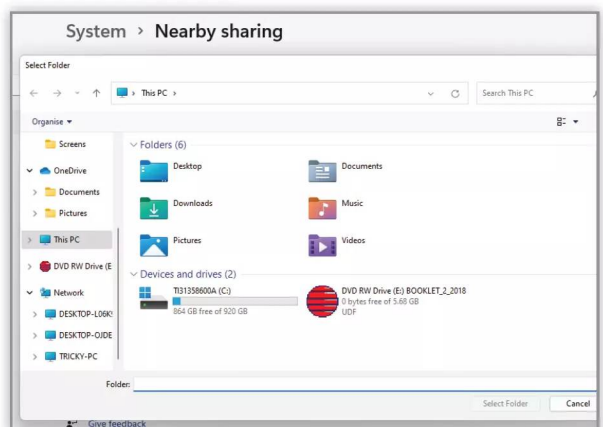 System > Nearby sharing
Select Folder
This PC
Search This PC
Organise
Screens
OneDrive
Documents
Pictures
This PC
DVD RW Drive (E
Network
DESKTOP-L06K
DESKTOP-OJDE
TRICKY-PC
Folders (6)
Desktop
Documents
Downloads
Music
Pictures
Videos
Devices and drives (2)
TI31358600A (C:)
864 GB free of 920 GB
DVD RW Drive (E:) BOOKLET_2_2018
0 bytes free of 5.68 GB
UDF
Folder:
Select Folder
Cancel
Give feedback